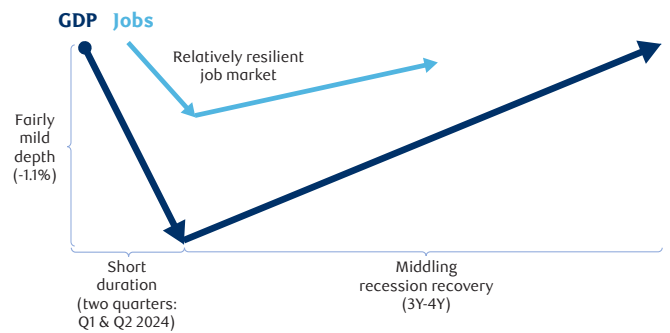 GDP Jobs
Relatively resilient
job market
Fairly
mild
depth
(-1.1%)
Short
duration
(two quarters:
Q1 & Q2 2024)
Middling
recession recovery
(3Y-4Y)